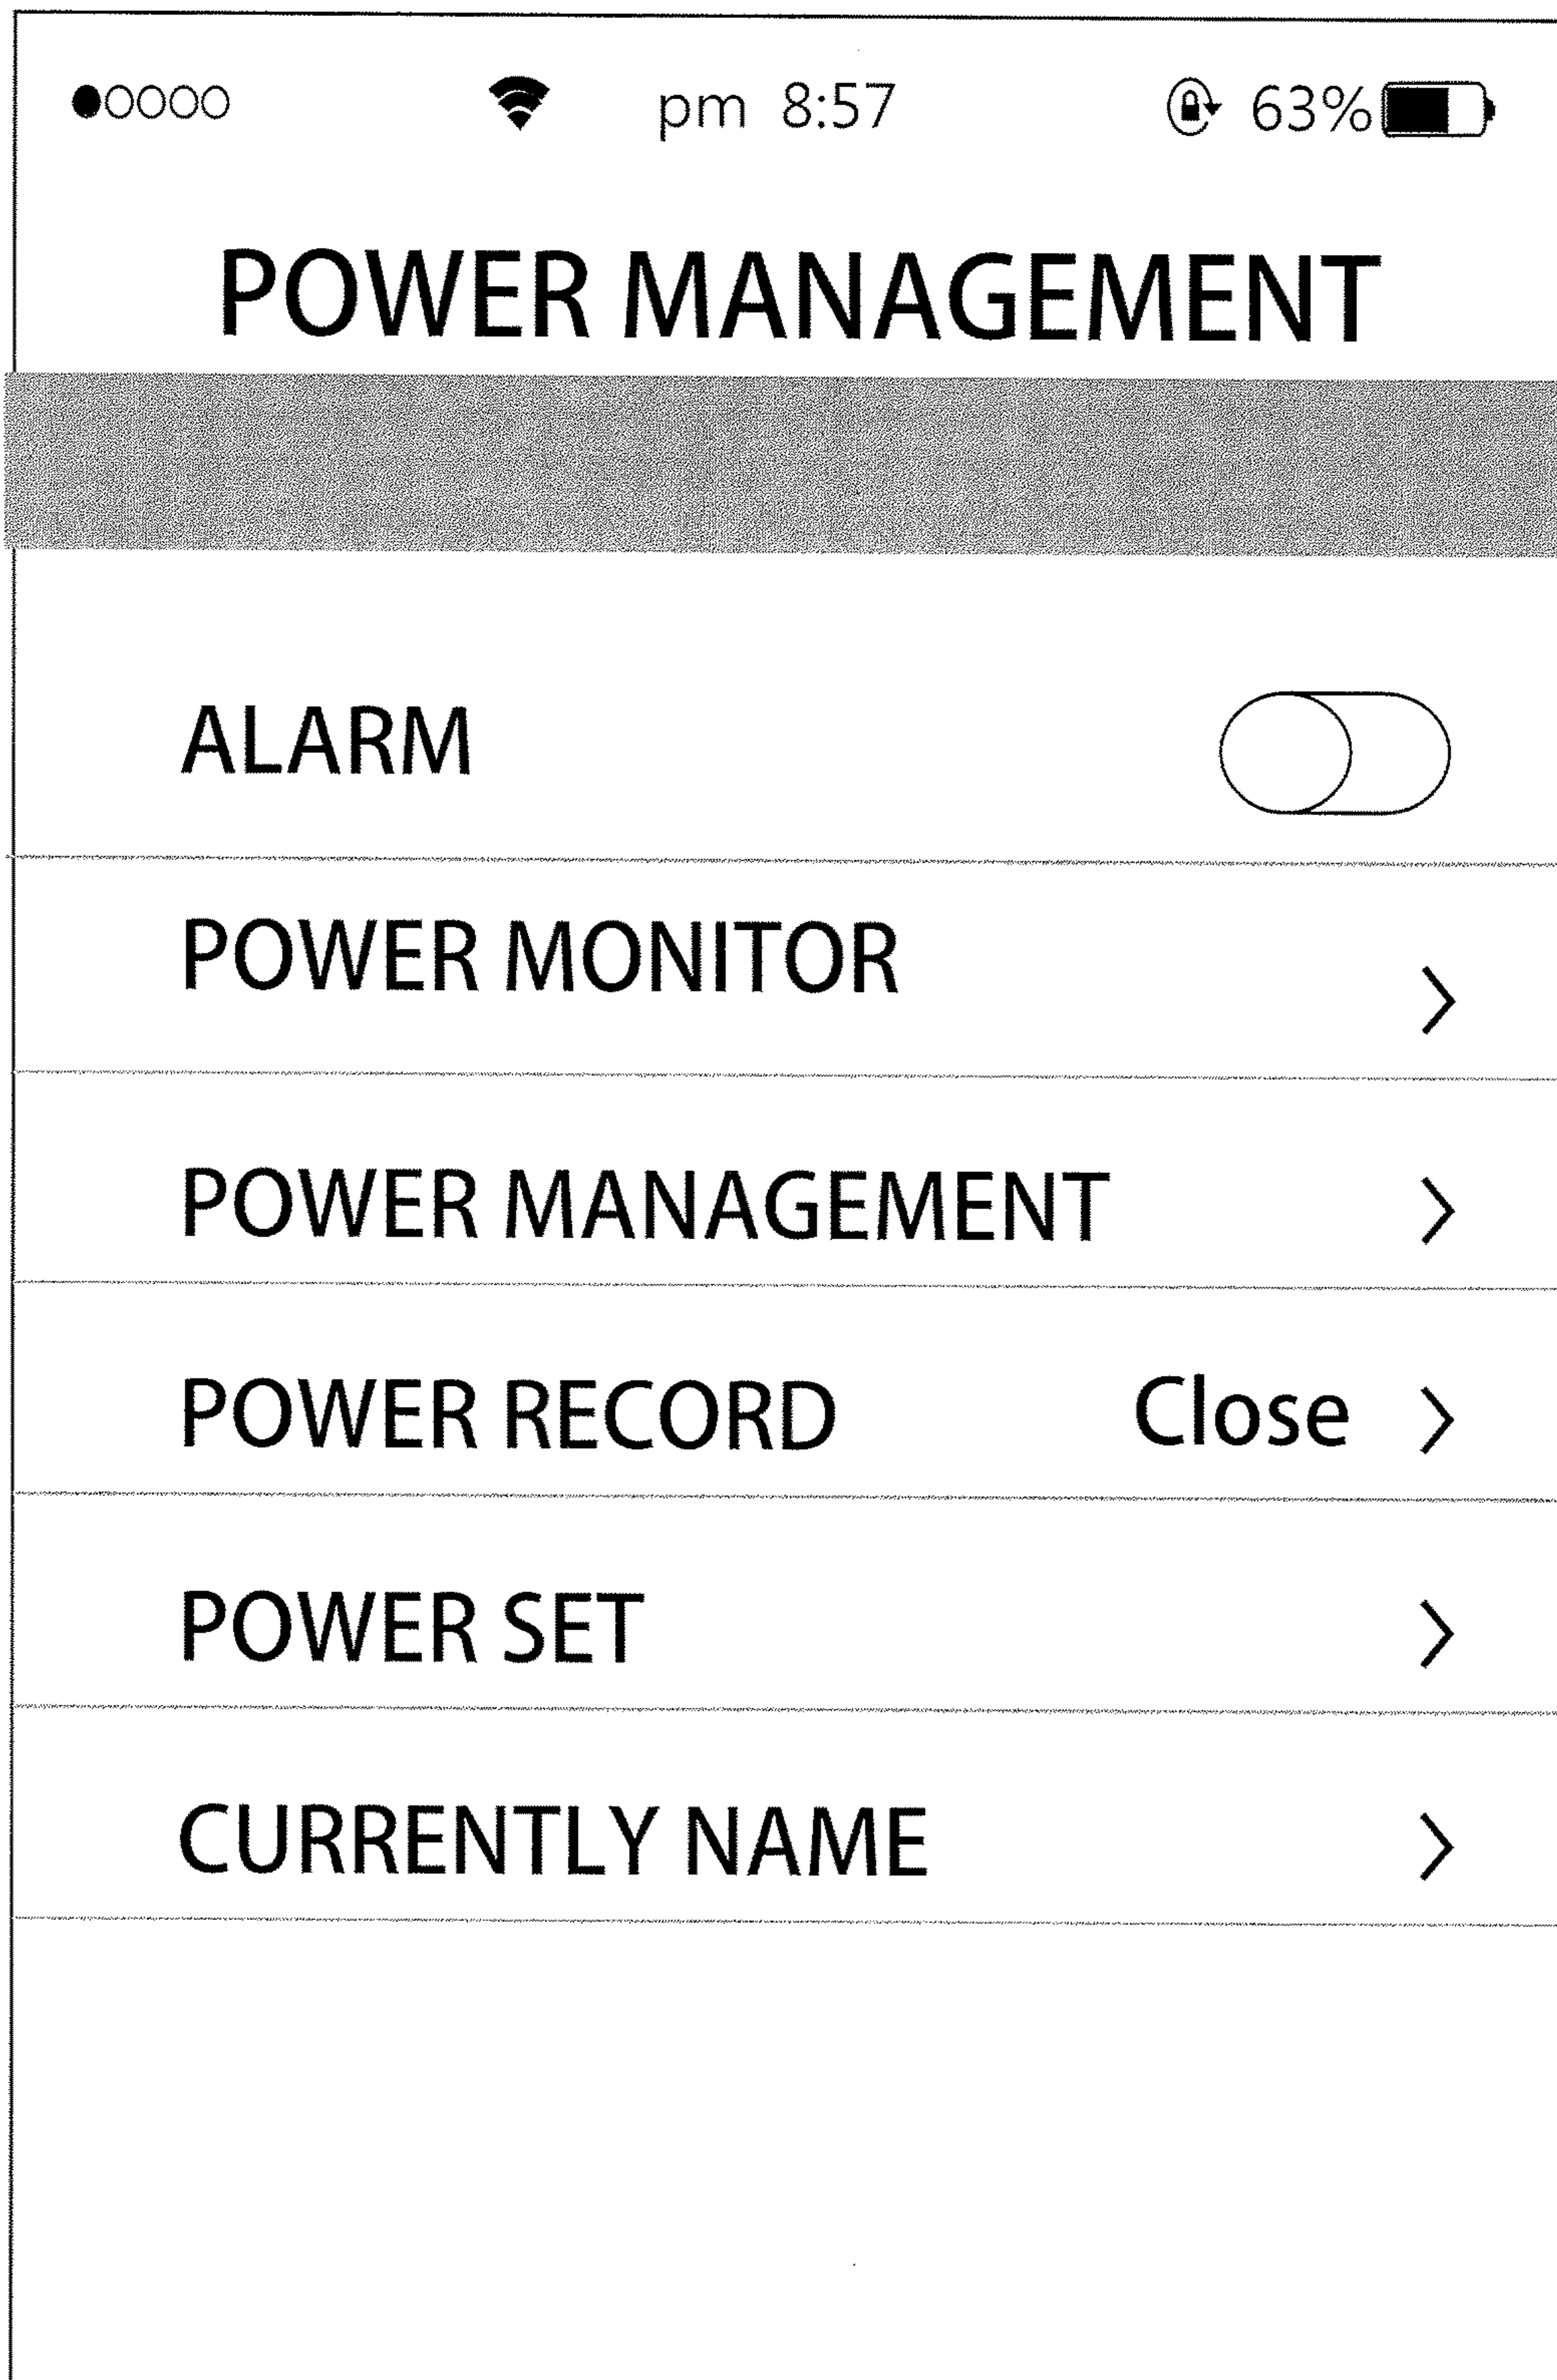 pm 8:57 63%
POWER MANAGEMENT
ALARM
POWER MONITOR
POWER MANAGEMENT
POWER RECORD Close
POWER SET
CURRENTLY NAME